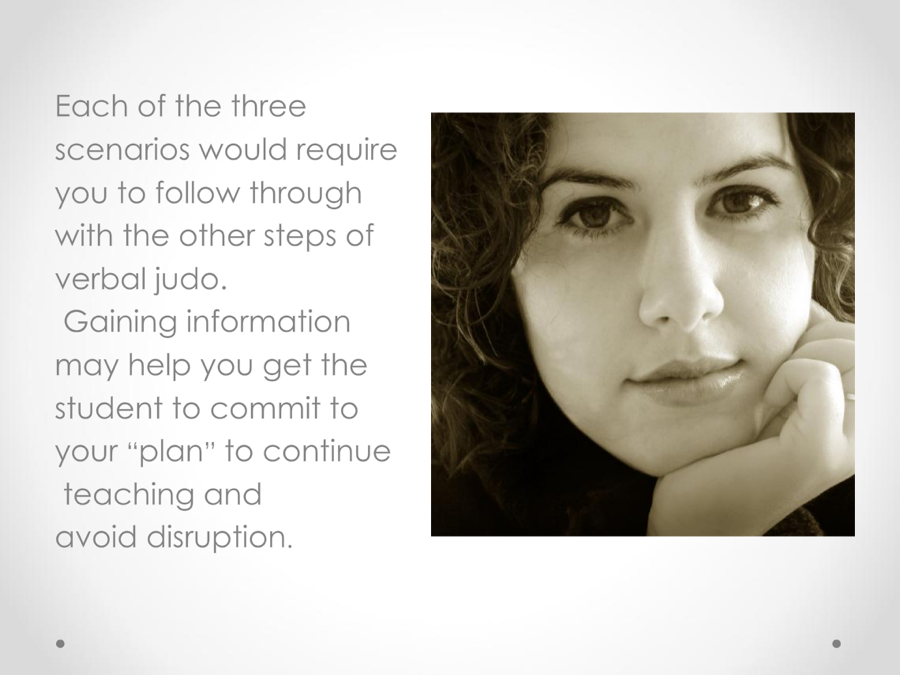 Each of the three
scenarios would require
you to follow through
with the other steps of
verbal judo.
Gaining information
may help you get the
student to commit to
your “plan” to continue
teaching and
avoid disruption.